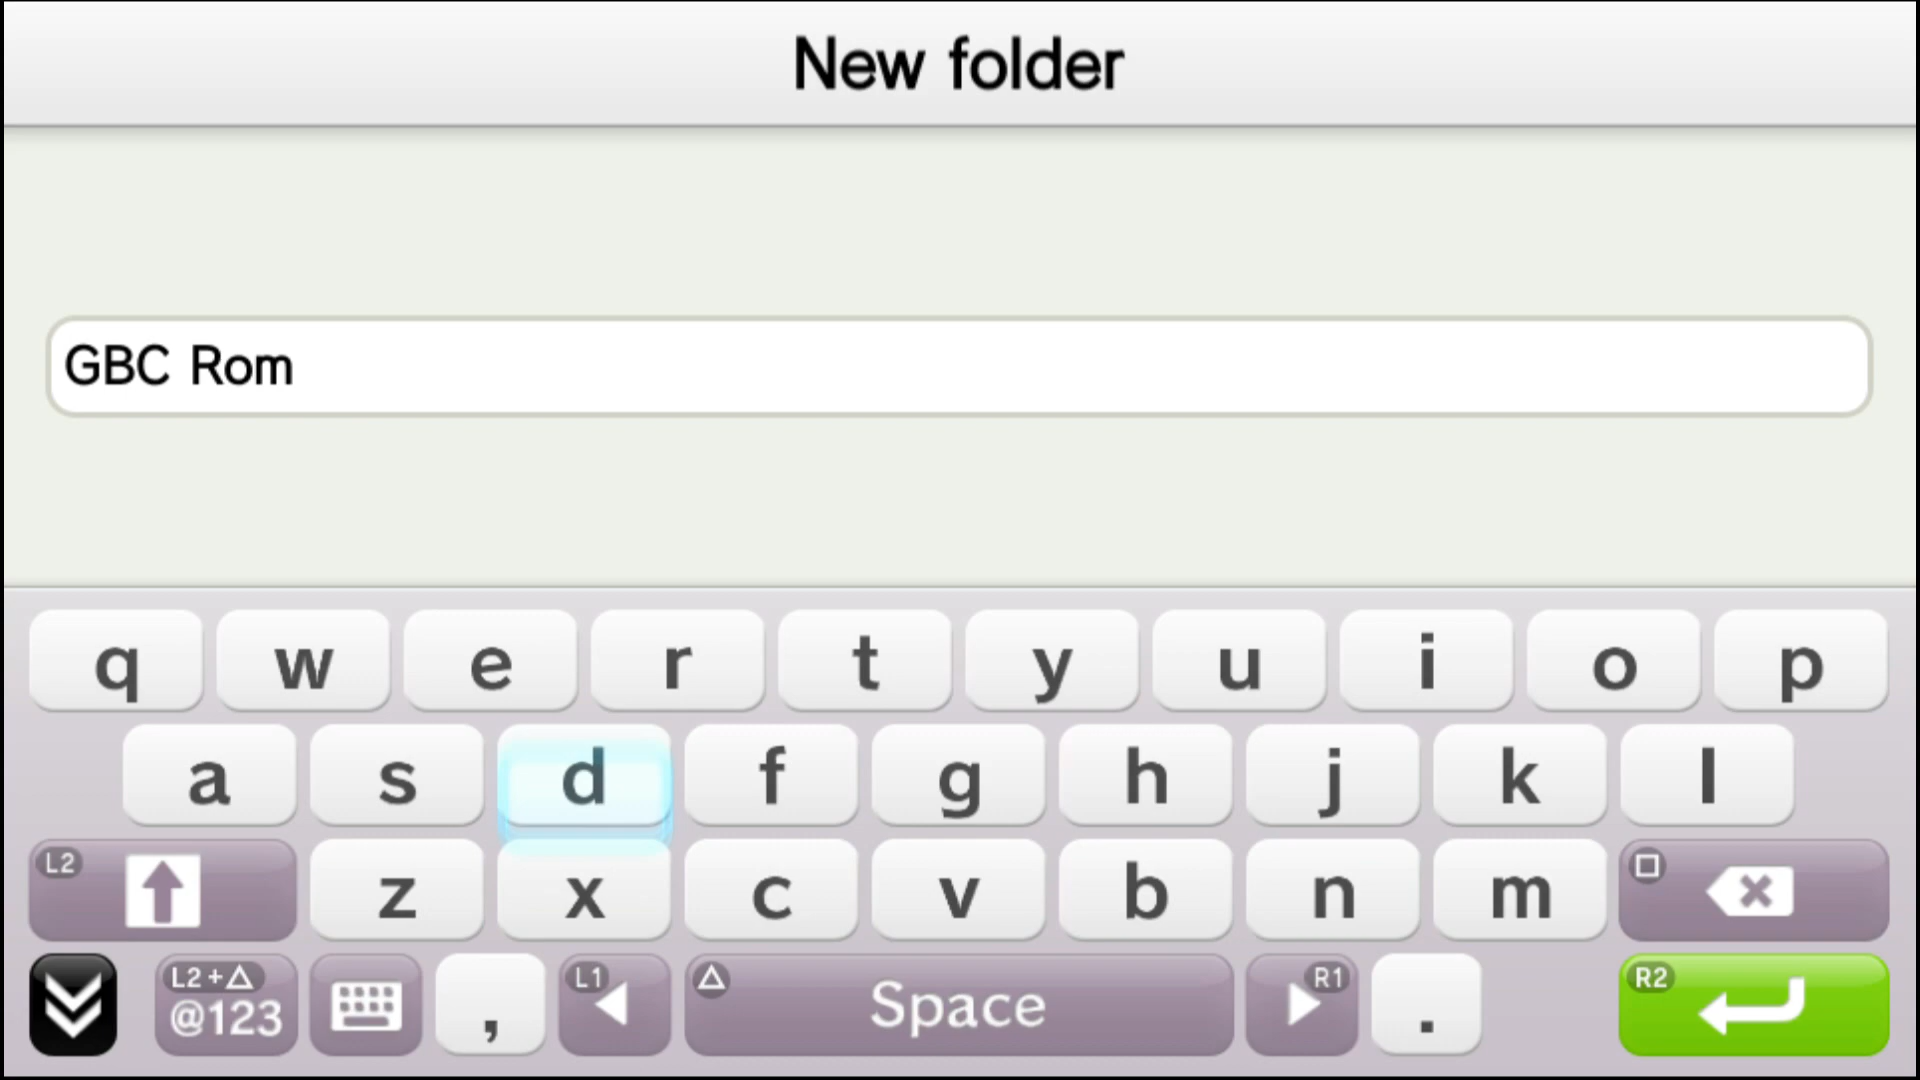 New folder
GBC Rom
q w e r t y u i o p
a s d f g h j k l
L2 z x c v b n m
L2+△ @123 , L1 △ Space R1 . R2